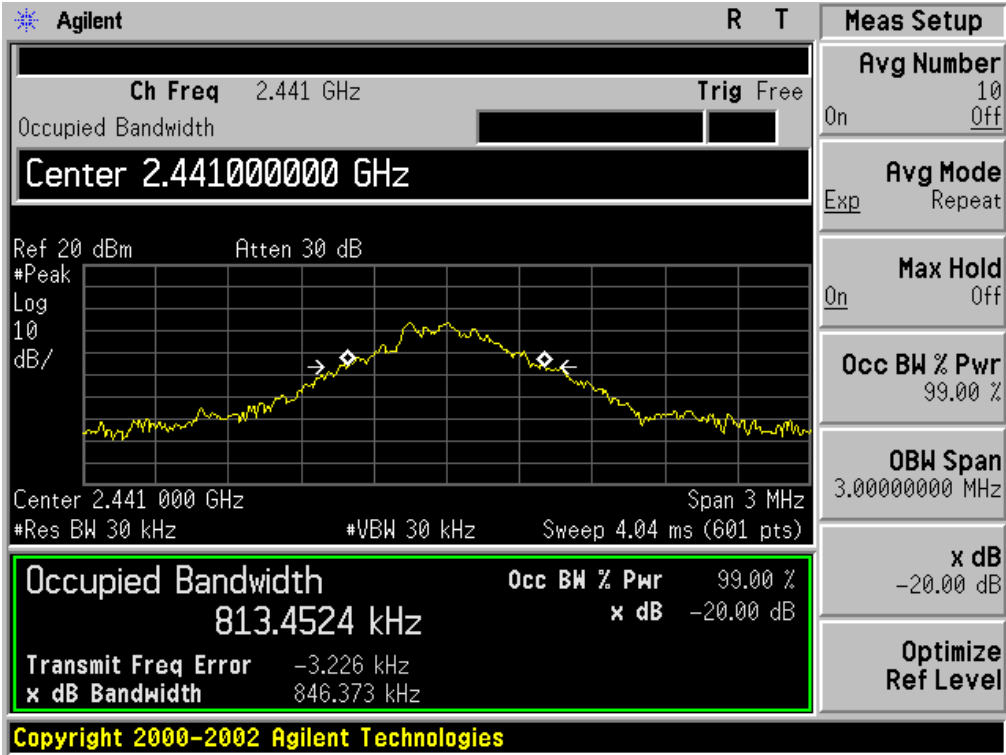 Agilent R T
Ch Freq 2.441 GHz Trig Free
Occupied Bandwidth
Center 2.441000000 GHz
Ref 20 dBm Atten 30 dB
#Peak
Log
10
dB/
Center 2.441 000 GHz Span 3 MHz
#Res BW 30 kHz #VBW 30 kHz Sweep 4.04 ms (601 pts)
Occupied Bandwidth Occ BW % Pwr 99.00 %
813.4524 kHz x dB -20.00 dB
Transmit Freq Error -3.226 kHz
x dB Bandwidth 846.373 kHz
Copyright 2000-2002 Agilent Technologies
Meas Setup
Avg Number
10
On Off
Avg Mode
Exp Repeat
Max Hold
On Off
Occ BW % Pwr
99.00 %
OBW Span
3.00000000 MHz
x dB
-20.00 dB
Optimize
Ref Level